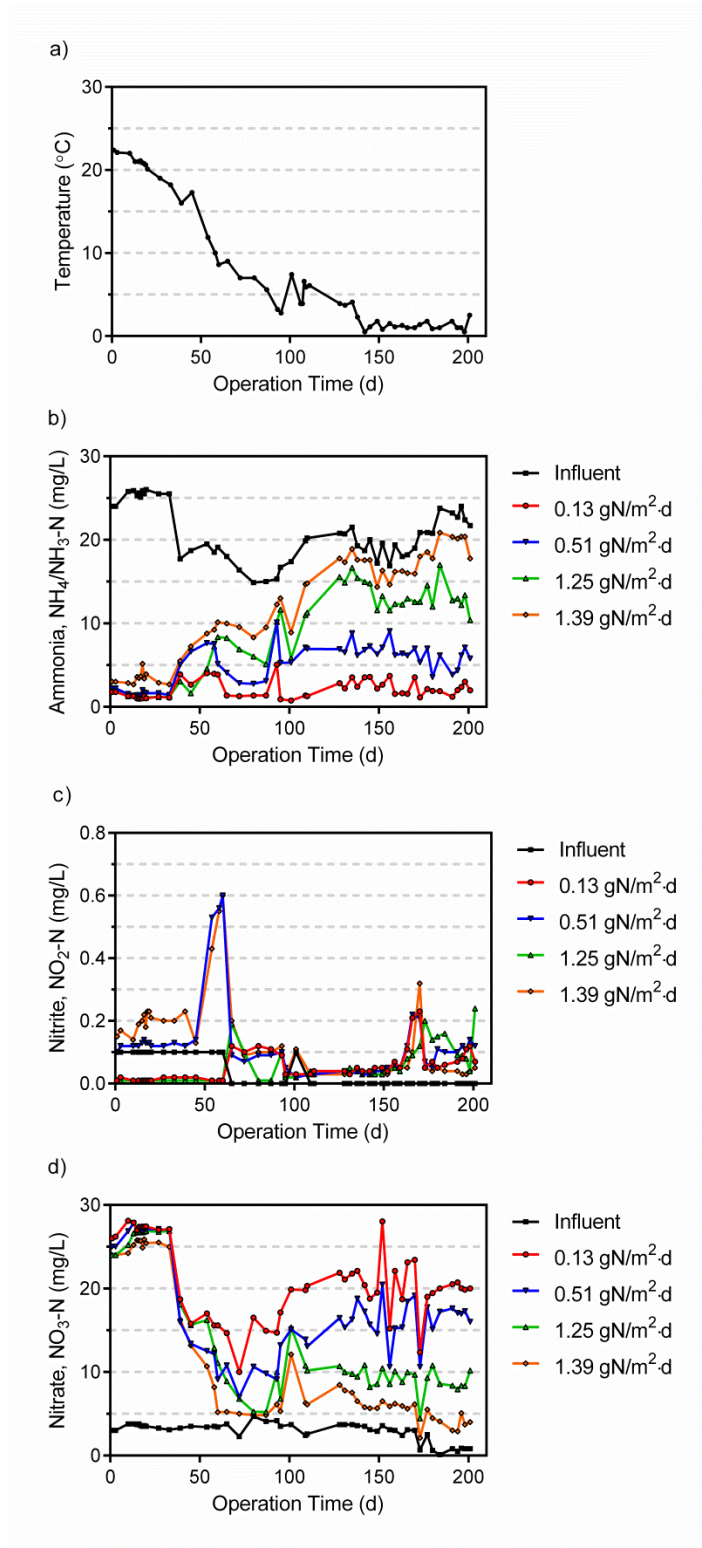 a)
30
20
10
0
Temperature (°C)
0 50 100 150 200
Operation Time (d)
b)
30
20
10
0
Ammonia, NH4/NH3-N (mg/L)
0 50 100 150 200
Operation Time (d)
Influent
0.13 gN/m²·d
0.51 gN/m²·d
1.25 gN/m²·d
1.39 gN/m²·d
c)
0.8
0.6
0.4
0.2
0.0
Nitrite, NO2-N (mg/L)
0 50 100 150 200
Operation Time (d)
Influent
0.13 gN/m²·d
0.51 gN/m²·d
1.25 gN/m²·d
1.39 gN/m²·d
d)
30
20
10
0
Nitrate, NO3-N (mg/L)
0 50 100 150 200
Operation Time (d)
Influent
0.13 gN/m²·d
0.51 gN/m²·d
1.25 gN/m²·d
1.39 gN/m²·d